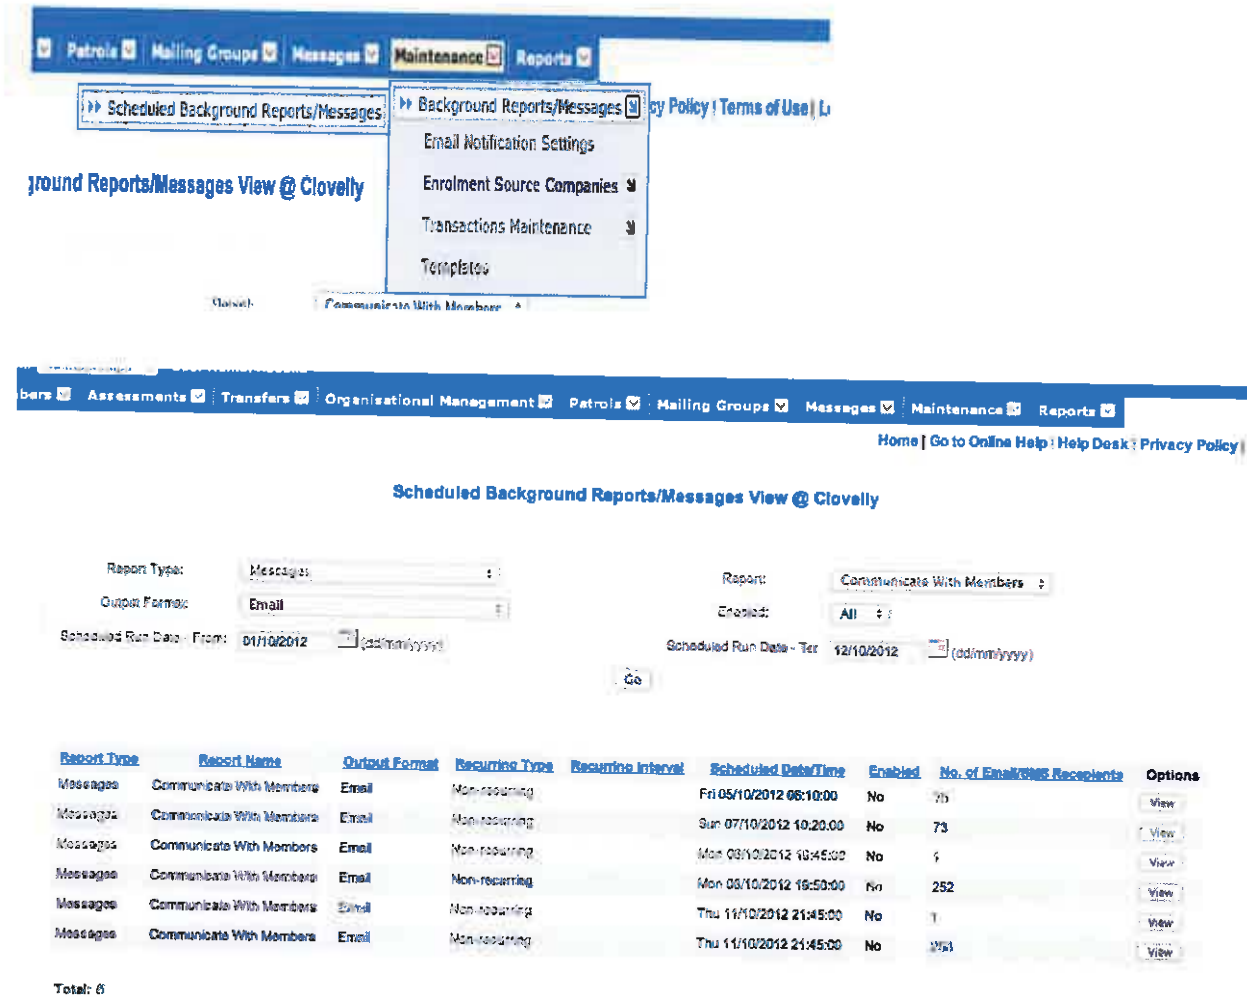 Patrols Mailing Groups Messages Maintenance Reports
Scheduled Background Reports/Messages
Background Reports/Messages
cy Policy | Terms of Use |
Email Notification Settings
ground Reports/Messages View @ Clovelly
Enrolment Source Companies
Transactions Maintenance
Templates
Communicate With Members
bers Assessments Transfers Organisational Management Patrols Mailing Groups Messages Maintenance Reports
Home | Go to Online Help | Help Desk | Privacy Policy |
Scheduled Background Reports/Messages View @ Clovelly
Report Type: Messages Report: Communicate With Members
Output Format: Email Enabled: All
Scheduled Run Date - From: 01/10/2012 (dd/mm/yyyy) Scheduled Run Date - To: 12/10/2012 (dd/mm/yyyy)
Go
Report Type Report Name Output Format Recurring Type Recurring Interval Scheduled Date/Time Enabled No. of Email/SMS Recepients Options
Messages Communicate With Members Email Non-recurring Fri 05/10/2012 06:10:00 No View
Messages Communicate With Members Email Non-recurring Sun 07/10/2012 10:20:00 No 73 View
Messages Communicate With Members Email Non-recurring Mon No View
Messages Communicate With Members Email Non-recurring Mon No 252 View
Messages Communicate With Members Email Non-recurring Thu 11/10/2012 21:45:00 No 1 View
Messages Communicate With Members Email Non-recurring Thu 11/10/2012 21:45:00 No View
Total: 6